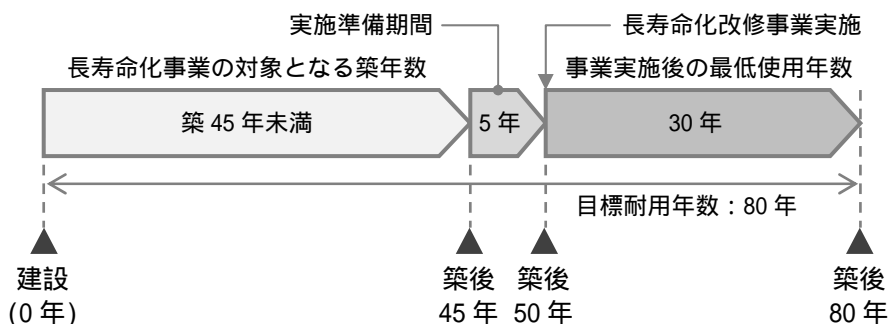 実施準備期間
長寿命化改修事業実施
長寿命化事業の対象となる築年数
事業実施後の最低使用年数
築 45 年未満
5 年
30 年
目標耐用年数：80 年
建設
(0 年)
築後
45 年
築後
50 年
築後
80 年